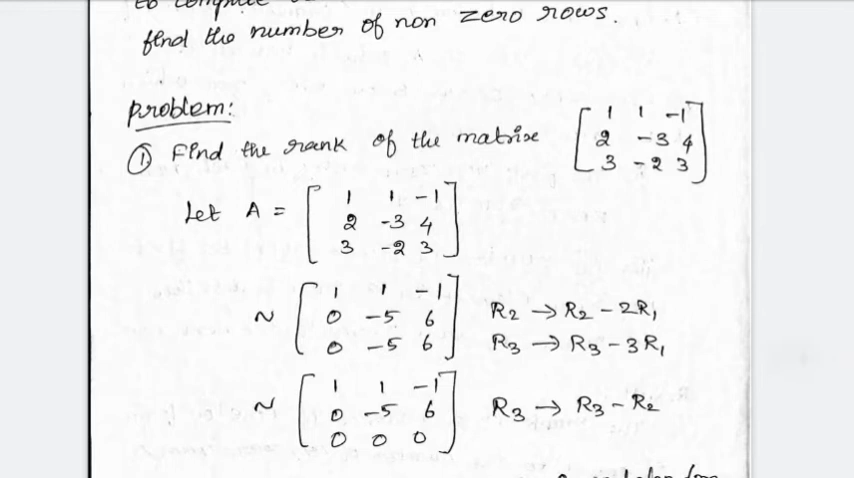 find the number of non zero rows.
problem:
① Find the rank of the matrix [ 1 1 -1
2 -3 4
3 -2 3 ]
Let A = [ 1 1 -1
2 -3 4
3 -2 3 ]
~ [ 1 1 -1
0 -5 6
0 -5 6 ] R₂ → R₂ - 2R₁
R₃ → R₃ - 3R₁
~ [ 1 1 -1
0 -5 6
0 0 0 ] R₃ → R₃ - R₂